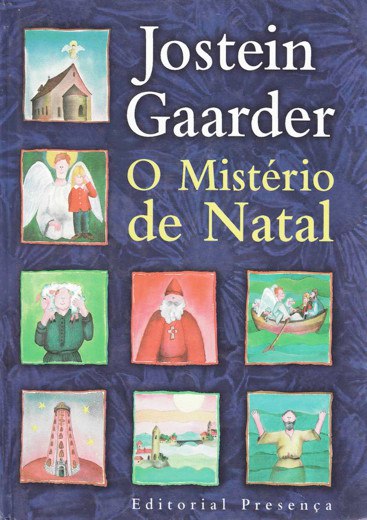 Jostein
Gaarder
O Mistério
de Natal
Editorial Presença